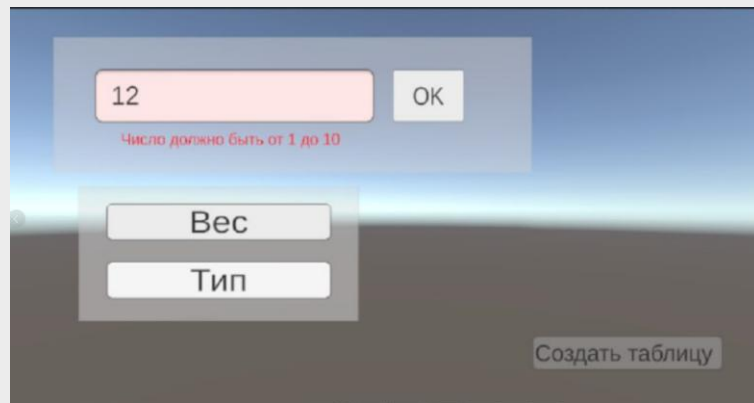 12
OK
Число должно быть от 1 до 10
Вес
Тип
Создать таблицу